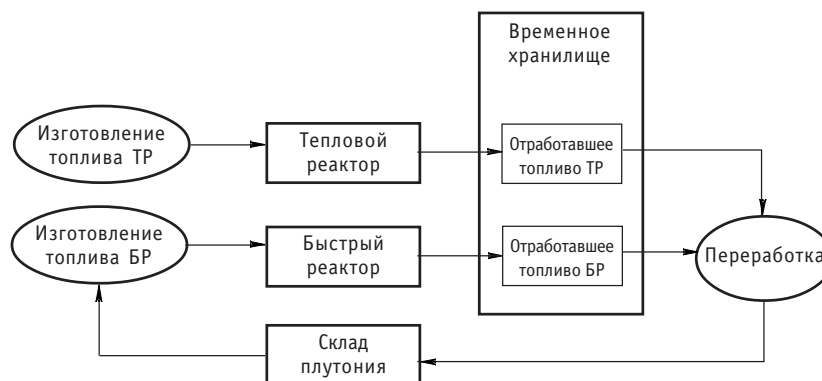 Временное
хранилище
Изготовление
топлива ТР
Тепловой
реактор
Отработавшее
топливо ТР
Изготовление
топлива БР
Быстрый
реактор
Отработавшее
топливо БР
Переработка
Склад
плутония